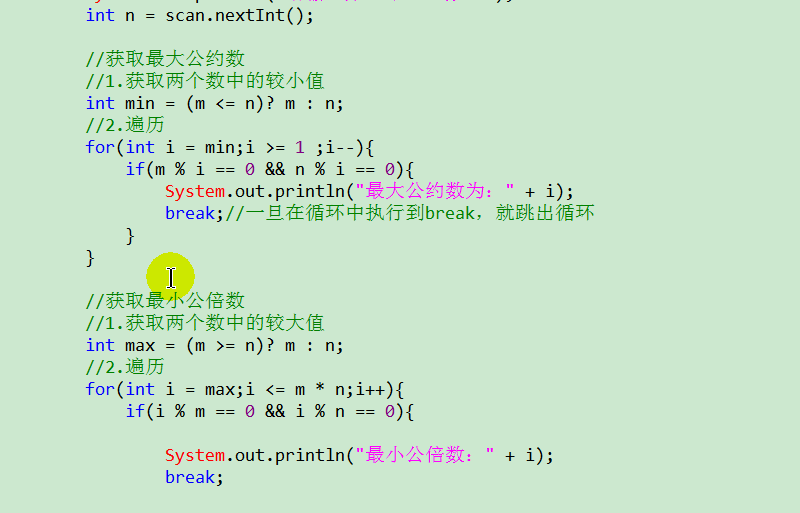 int n = scan.nextInt();
//获取最大公约数
//1.获取两个数中的较小值
int min = (m <= n)? m : n;
//2.遍历
for(int i = min;i >= 1 ;i--){
if(m % i == 0 && n % i == 0){
System.out.println("最大公约数为：" + i);
break;//一旦在循环中执行到break，就跳出循环
}
}
//获取最小公倍数
//1.获取两个数中的较大值
int max = (m >= n)? m : n;
//2.遍历
for(int i = max;i <= m * n;i++){
if(i % m == 0 && i % n == 0){
System.out.println("最小公倍数：" + i);
break;